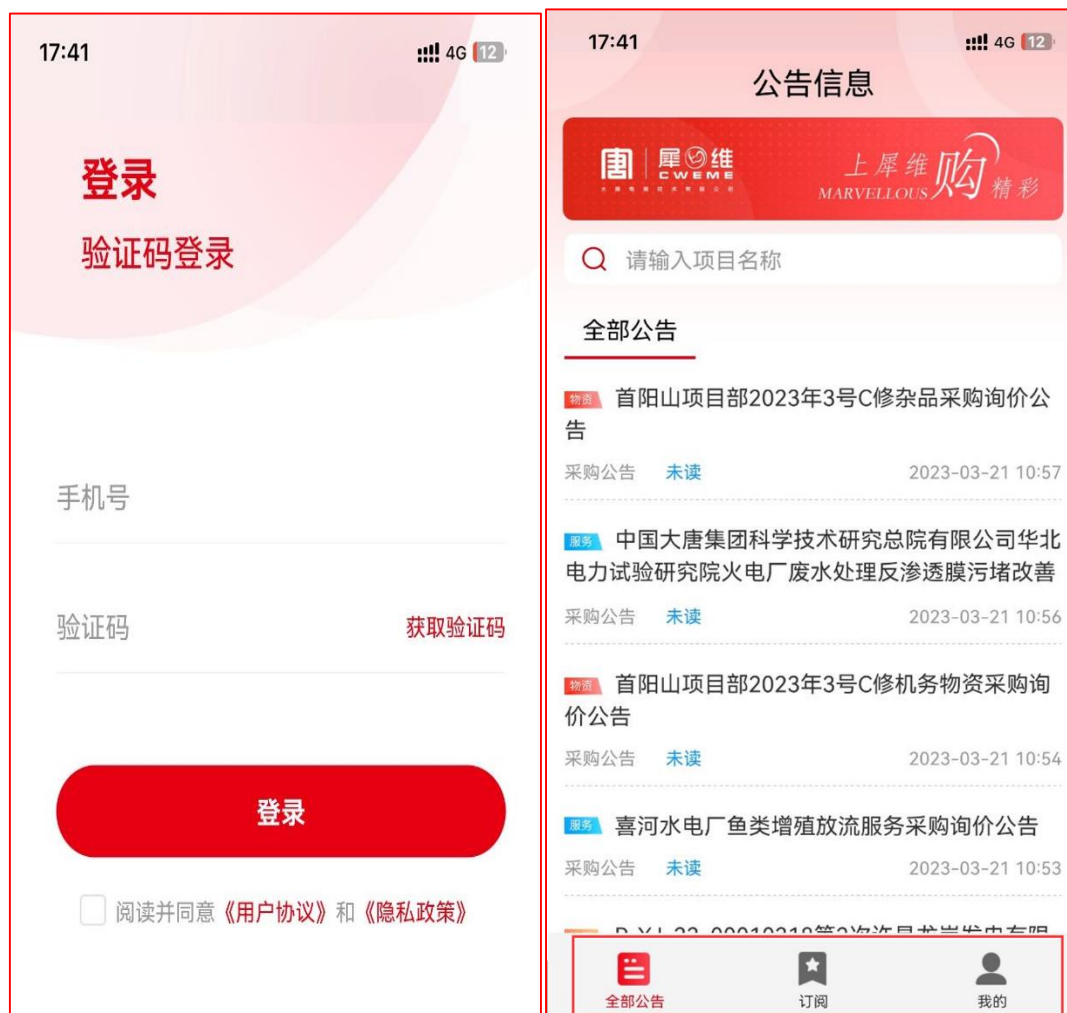 17:41
4G 12
登录
验证码登录
手机号
验证码
获取验证码
登录
阅读并同意《用户协议》和《隐私政策》
17:41
4G 12
公告信息
唐 犀维
CWEME
上犀维购精彩
MARVELLOUS
请输入项目名称
全部公告
物资 首阳山项目部2023年3号C修杂品采购询价公
告
采购公告 未读 2023-03-21 10:57
服务 中国大唐集团科学技术研究总院有限公司华北
电力试验研究院火电厂废水处理反渗透膜污堵改善
采购公告 未读 2023-03-21 10:56
物资 首阳山项目部2023年3号C修机务物资采购询
价公告
采购公告 未读 2023-03-21 10:54
服务 喜河水电厂鱼类增殖放流服务采购询价公告
采购公告 未读 2023-03-21 10:53
全部公告
订阅
我的